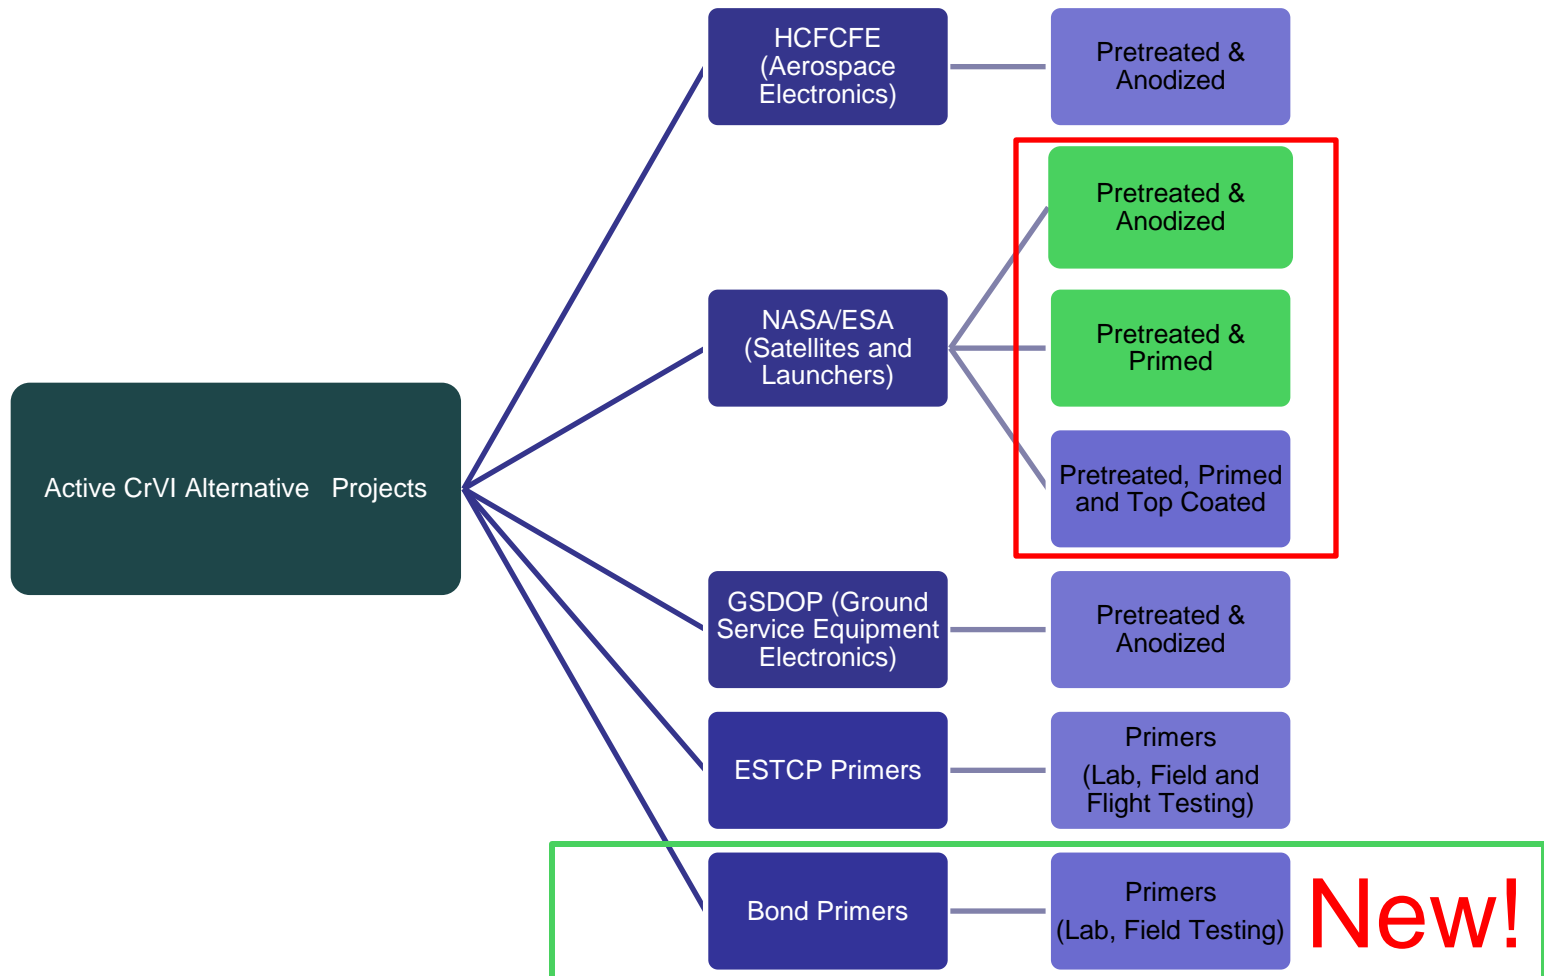 HCFCFE
(Aerospace
Electronics)
Pretreated &
Anodized
Pretreated &
Anodized
NASA/ESA
(Satellites and
Launchers)
Pretreated &
Primed
Pretreated, Primed
and Top Coated
Active CrVI Alternative Projects
GSDOP (Ground
Service Equipment
Electronics)
Pretreated &
Anodized
ESTCP Primers
Primers
(Lab, Field and
Flight Testing)
Bond Primers
Primers
(Lab, Field Testing)
New!